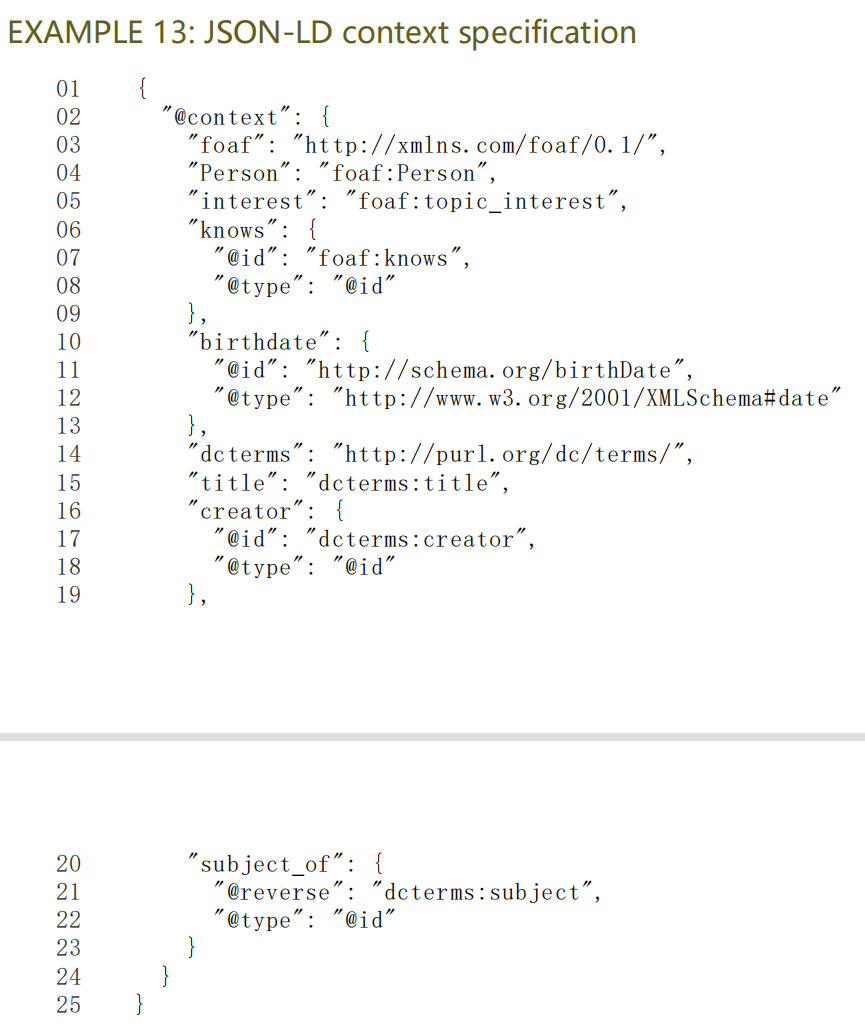 EXAMPLE 13: JSON-LD context specification
01    {
02      "@context": {
03        "foaf": "http://xmlns.com/foaf/0.1/",
04        "Person": "foaf:Person",
05        "interest": "foaf:topic_interest",
06        "knows": {
07          "@id": "foaf:knows",
08          "@type": "@id"
09        },
10        "birthdate": {
11          "@id": "http://schema.org/birthDate",
12          "@type": "http://www.w3.org/2001/XMLSchema#date"
13        },
14        "dcterms": "http://purl.org/dc/terms/",
15        "title": "dcterms:title",
16        "creator": {
17          "@id": "dcterms:creator",
18          "@type": "@id"
19        },
20        "subject_of": {
21          "@reverse": "dcterms:subject",
22          "@type": "@id"
23        }
24      }
25    }